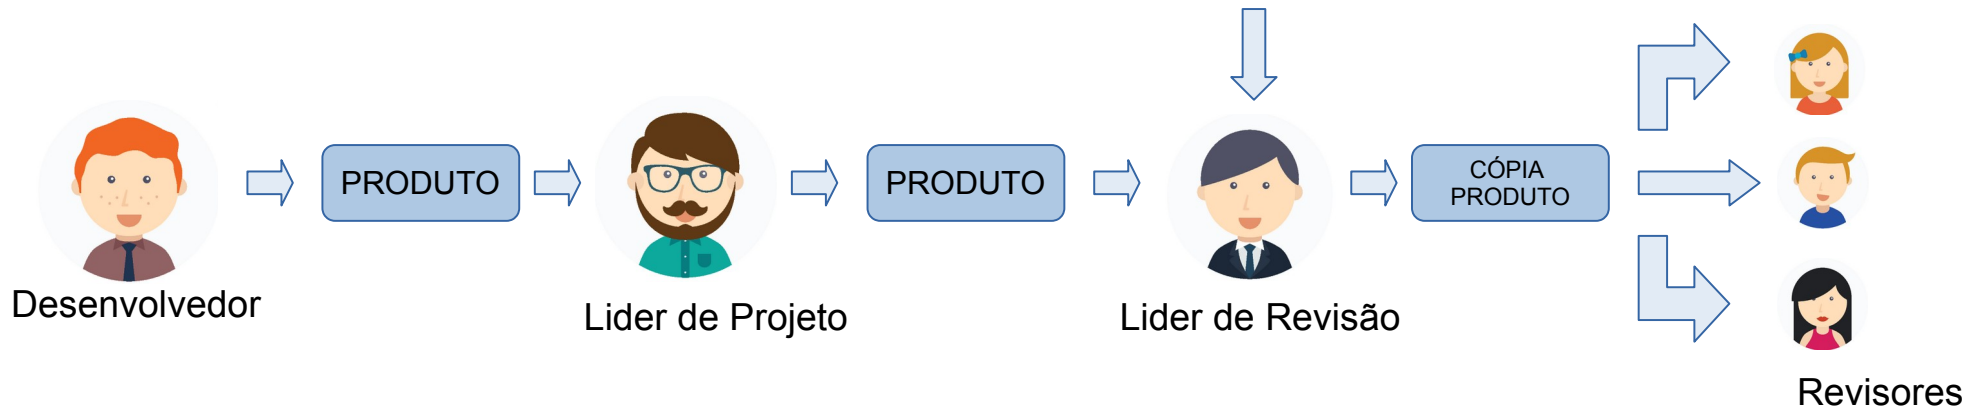 Desenvolvedor
PRODUTO
Lider de Projeto
PRODUTO
Lider de Revisão
CÓPIA
PRODUTO
Revisores